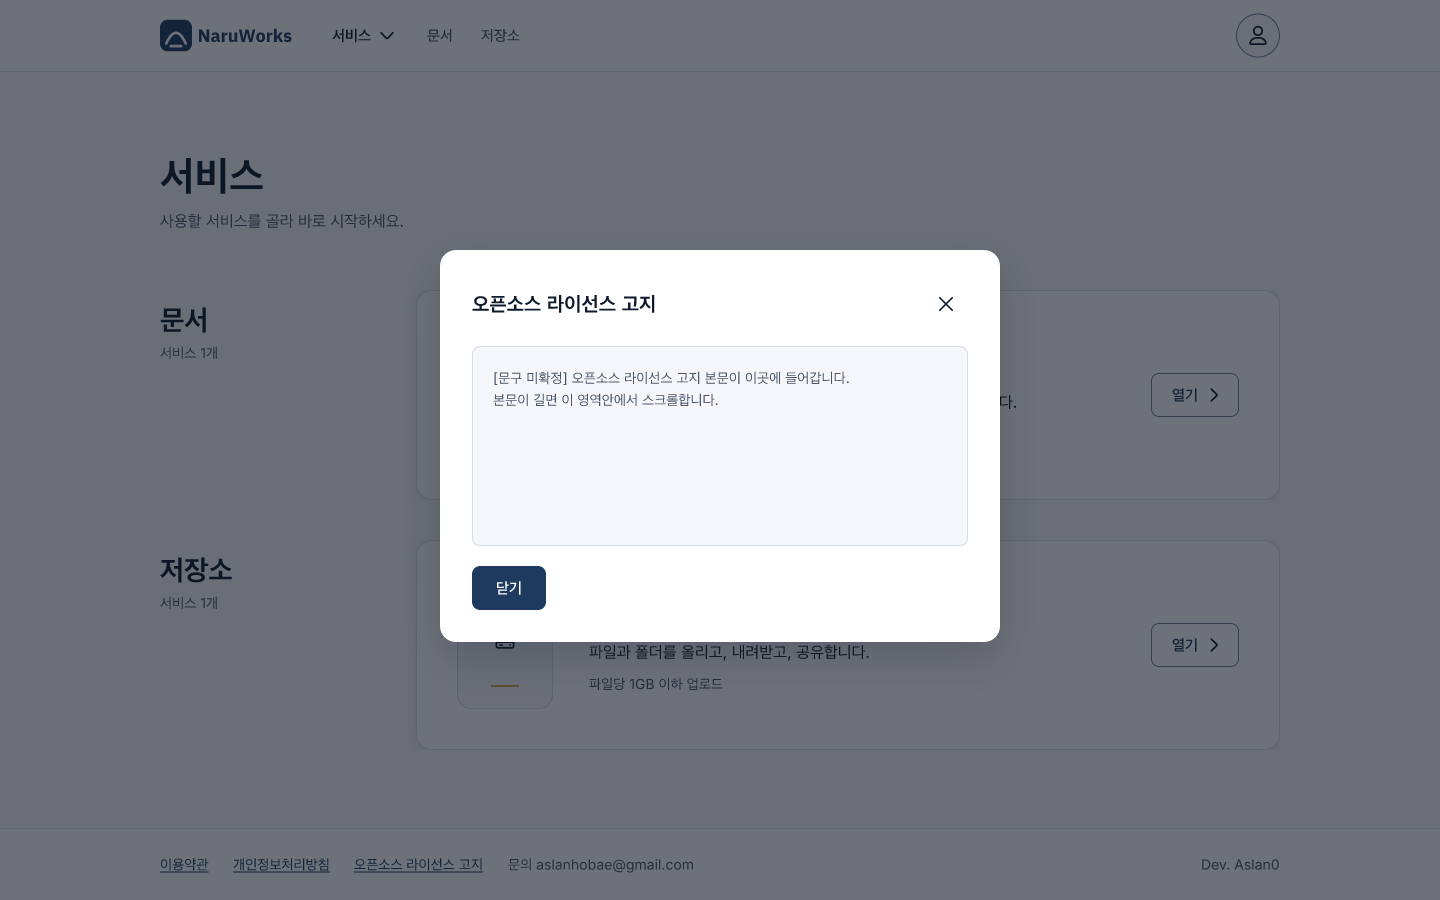 NaruWorks
서비스
문서
저장소
서비스
사용할 서비스를 골라 바로 시작하세요.
문서
서비스 1개
다.
열기
오픈소스 라이선스 고지
[문구 미확정] 오픈소스 라이선스 고지 본문이 이곳에 들어갑니다.
본문이 길면 이 영역안에서 스크롤합니다.
닫기
저장소
서비스 1개
파일과 폴더를 올리고, 내려받고, 공유합니다.
파일당 1GB 이하 업로드
열기
이용약관 개인정보처리방침 오픈소스 라이선스 고지 문의 aslanhobae@gmail.com
Dev. Aslan0